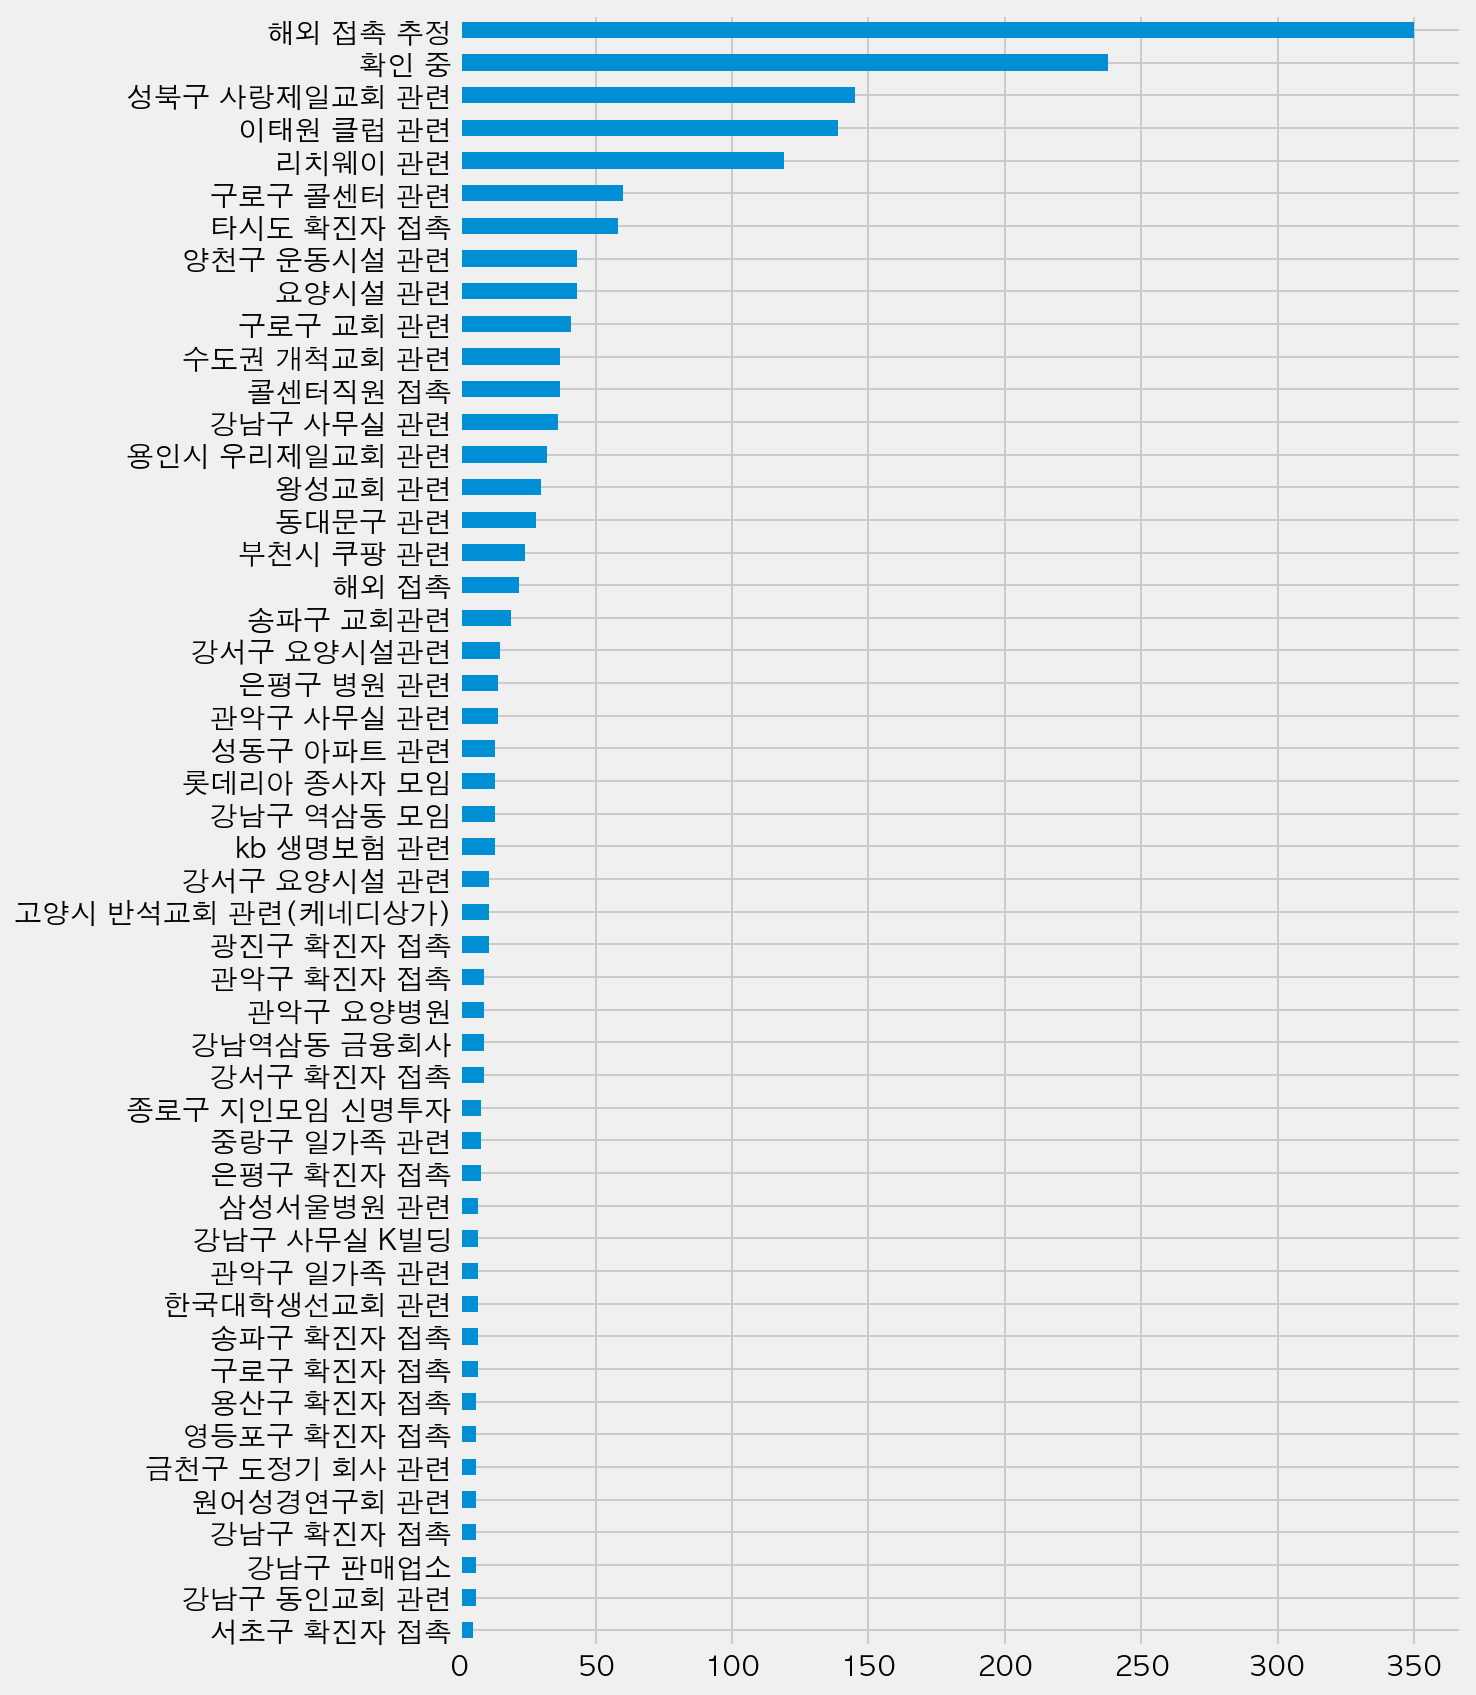 해외 접촉 추정
확인 중
성북구 사랑제일교회 관련
이태원 클럽 관련
리치웨이 관련
구로구 콜센터 관련
타시도 확진자 접촉
양천구 운동시설 관련
요양시설 관련
구로구 교회 관련
수도권 개척교회 관련
콜센터직원 접촉
강남구 사무실 관련
용인시 우리제일교회 관련
왕성교회 관련
동대문구 관련
부천시 쿠팡 관련
해외 접촉
송파구 교회관련
강서구 요양시설관련
은평구 병원 관련
관악구 사무실 관련
성동구 아파트 관련
롯데리아 종사자 모임
강남구 역삼동 모임
kb 생명보험 관련
강서구 요양시설 관련
고양시 반석교회 관련(케네디상가)
광진구 확진자 접촉
관악구 확진자 접촉
관악구 요양병원
강남역삼동 금융회사
강서구 확진자 접촉
종로구 지인모임 신명투자
중랑구 일가족 관련
은평구 확진자 접촉
삼성서울병원 관련
강남구 사무실 K빌딩
관악구 일가족 관련
한국대학생선교회 관련
송파구 확진자 접촉
구로구 확진자 접촉
용산구 확진자 접촉
영등포구 확진자 접촉
금천구 도정기 회사 관련
원어성경연구회 관련
강남구 확진자 접촉
강남구 판매업소
강남구 동인교회 관련
서초구 확진자 접촉
0 50 100 150 200 250 300 350